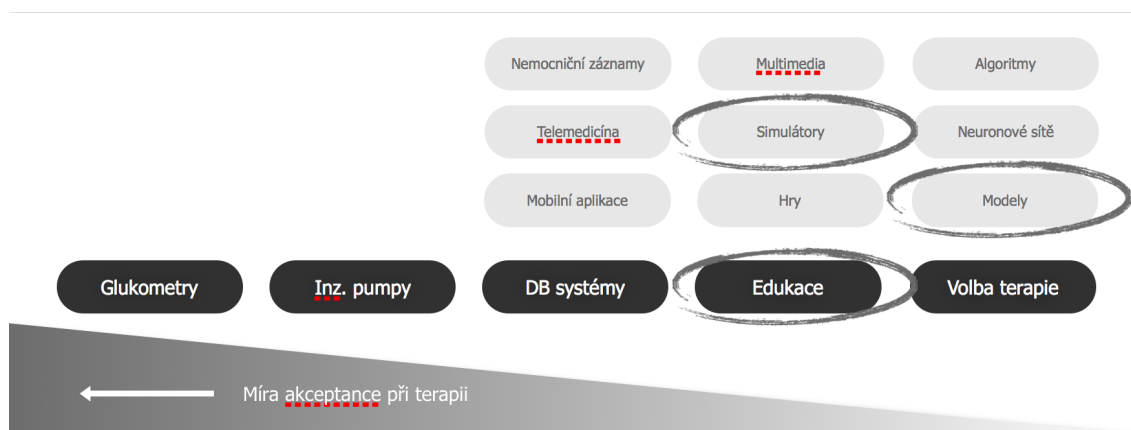 Nemocniční záznamy
Multimedia
Algoritmy
Telemedicína
Simulátory
Neuronové sítě
Mobilní aplikace
Hry
Modely
Glukometry
Inz. pumpy
DB systémy
Edukace
Volba terapie
Míra akceptance při terapii